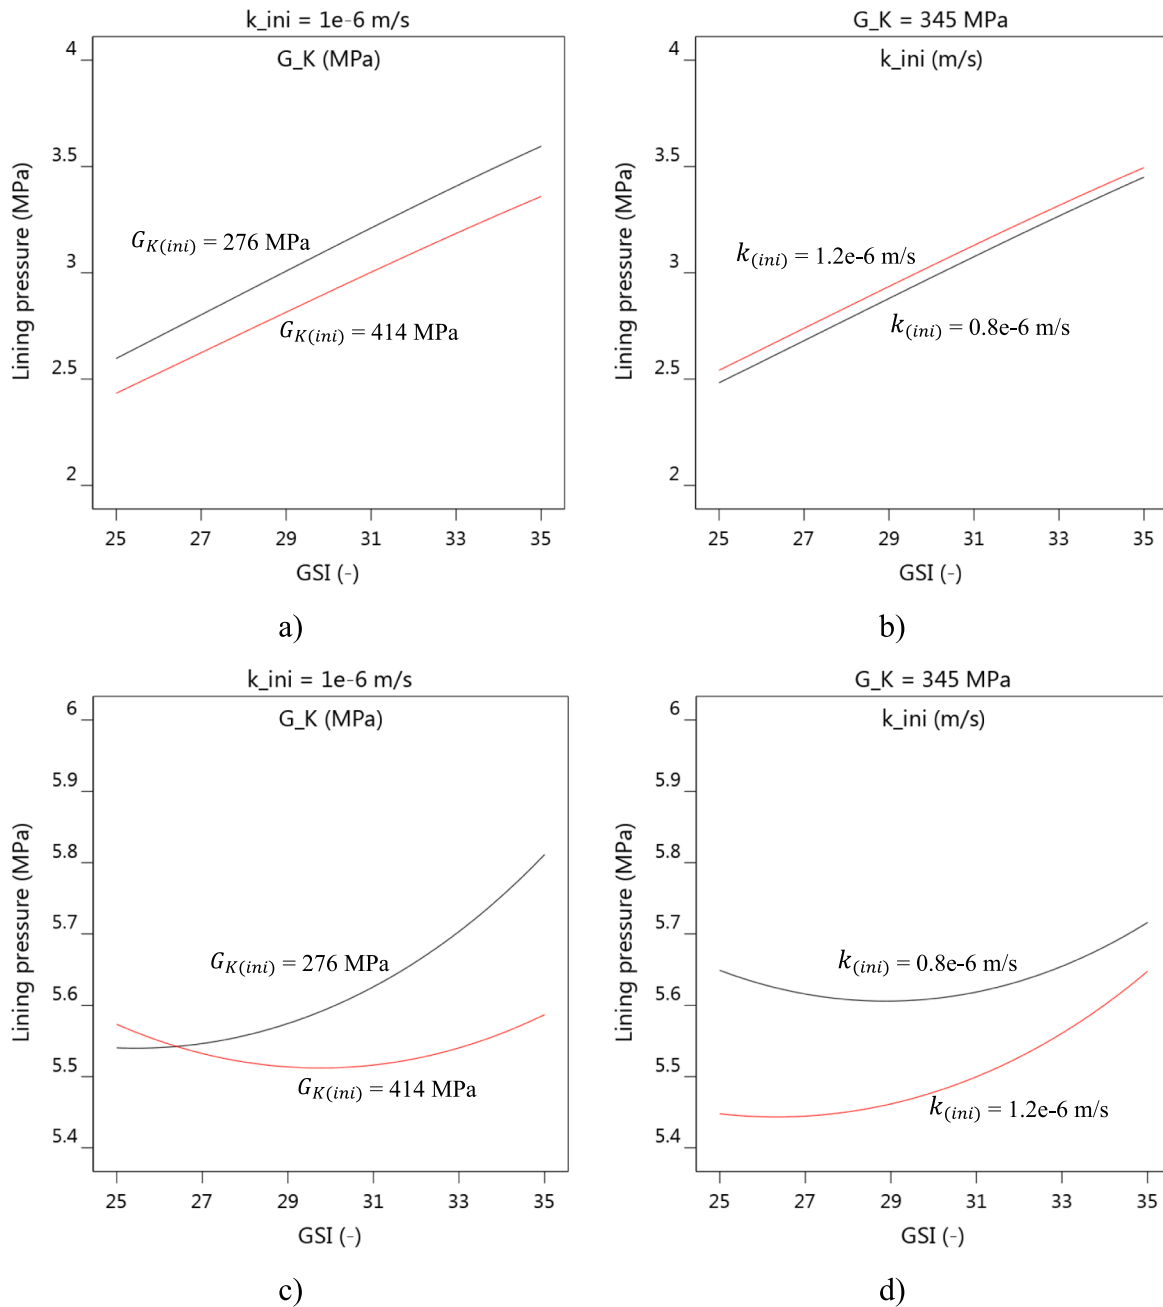 k_ini = 1e-6 m/s
G_K (MPa)
4
3.5
3
2.5
2
Lining pressure (MPa)
G_{K(ini)} = 276 MPa
G_{K(ini)} = 414 MPa
25 27 29 31 33 35
GSI (-)
a)
G_K = 345 MPa
k_ini (m/s)
4
3.5
3
2.5
2
Lining pressure (MPa)
k_{(ini)} = 1.2e-6 m/s
k_{(ini)} = 0.8e-6 m/s
25 27 29 31 33 35
GSI (-)
b)
k_ini = 1e-6 m/s
G_K (MPa)
6
5.9
5.8
5.7
5.6
5.5
5.4
Lining pressure (MPa)
G_{K(ini)} = 276 MPa
G_{K(ini)} = 414 MPa
25 27 29 31 33 35
GSI (-)
c)
G_K = 345 MPa
k_ini (m/s)
6
5.9
5.8
5.7
5.6
5.5
5.4
Lining pressure (MPa)
k_{(ini)} = 0.8e-6 m/s
k_{(ini)} = 1.2e-6 m/s
25 27 29 31 33 35
GSI (-)
d)